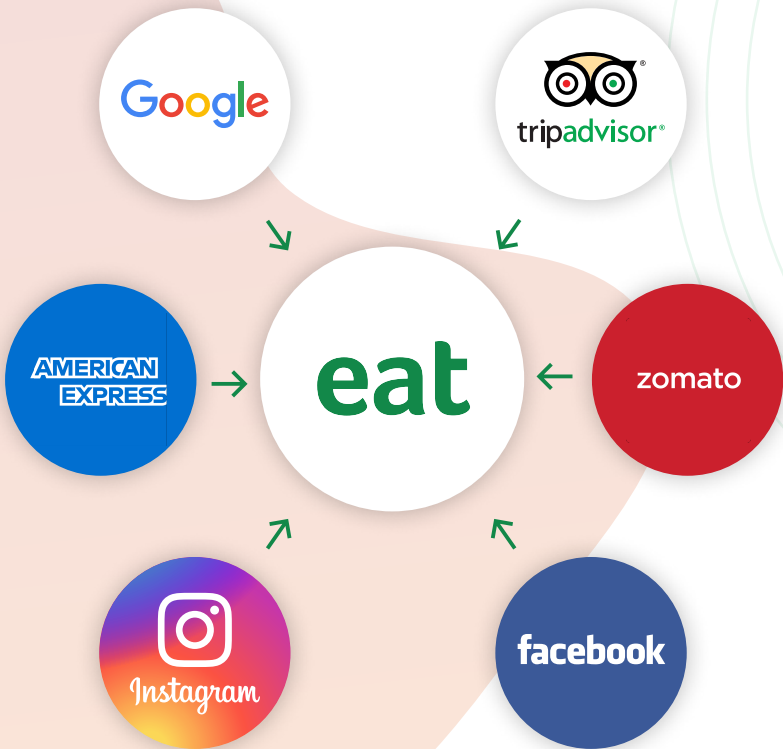 Google
tripadvisor®
AMERICAN
EXPRESS
eat
zomato
Instagram
facebook